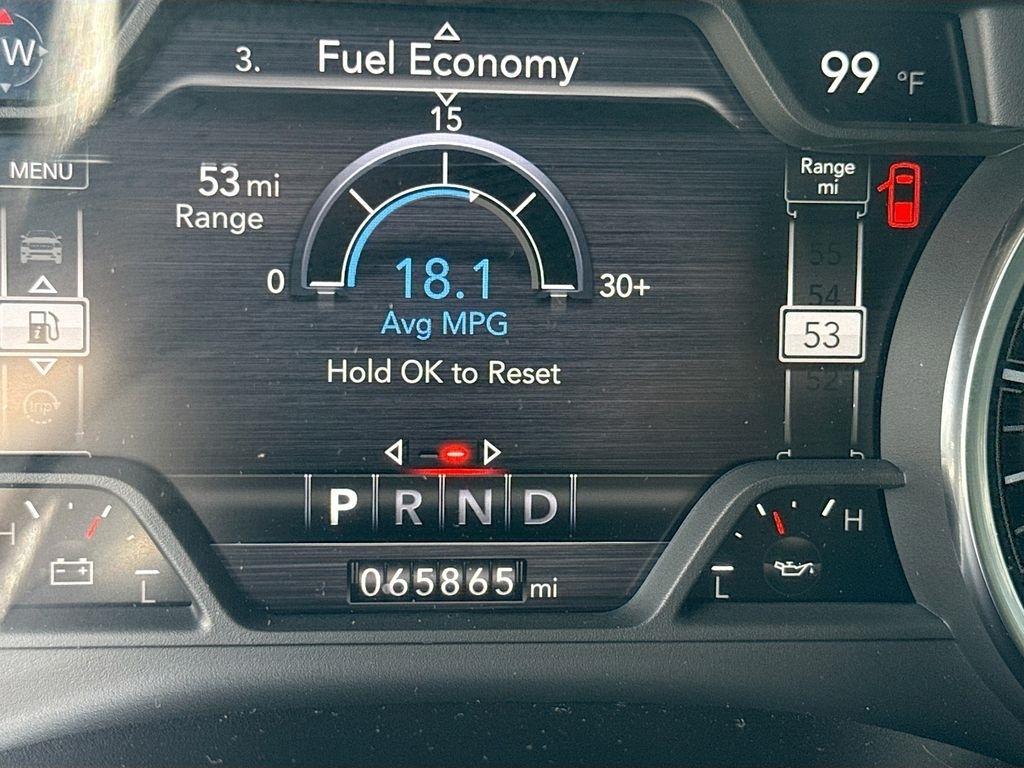 W
3. Fuel Economy
99 °F
15
MENU
53 mi
Range
Range
mi
55
54
53
52
0
30+
18.1
Avg MPG
Hold OK to Reset
trip
P R N D
H
L
H
L
065865 mi